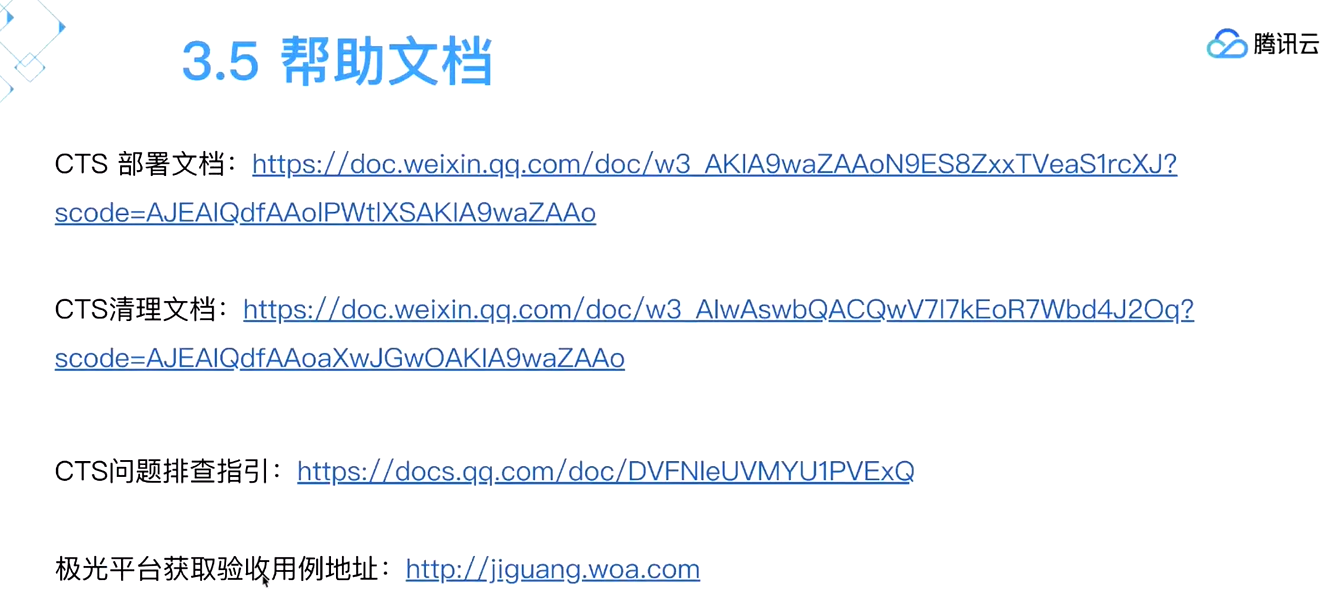 3.5 帮助文档
腾讯云
CTS 部署文档：https://doc.weixin.qq.com/doc/w3_AKIA9waZAAoN9ES8ZxxTVeaS1rcXJ?
scode=AJEAIQdfAAolPWtlXSAKIA9waZAAo
CTS清理文档：https://doc.weixin.qq.com/doc/w3_AIwAswbQACQwV7l7kEoR7Wbd4J2Oq?
scode=AJEAIQdfAAoaXwJGwOAKIA9waZAAo
CTS问题排查指引：https://docs.qq.com/doc/DVFNIeUVMYU1PVExQ
极光平台获取验收用例地址：http://jiguang.woa.com